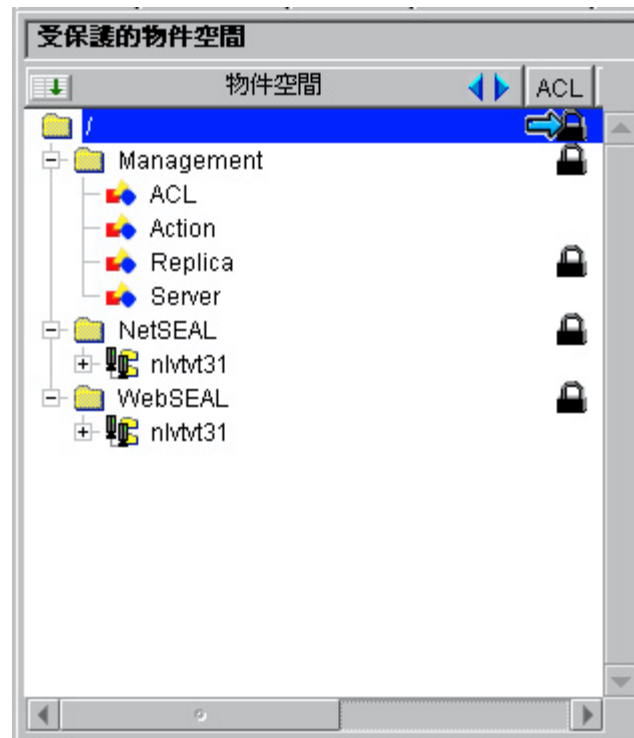 受保護的物件空間
物件空間 ACL
/
Management
ACL
Action
Replica
Server
NetSEAL
nlvtvt31
WebSEAL
nlvtvt31